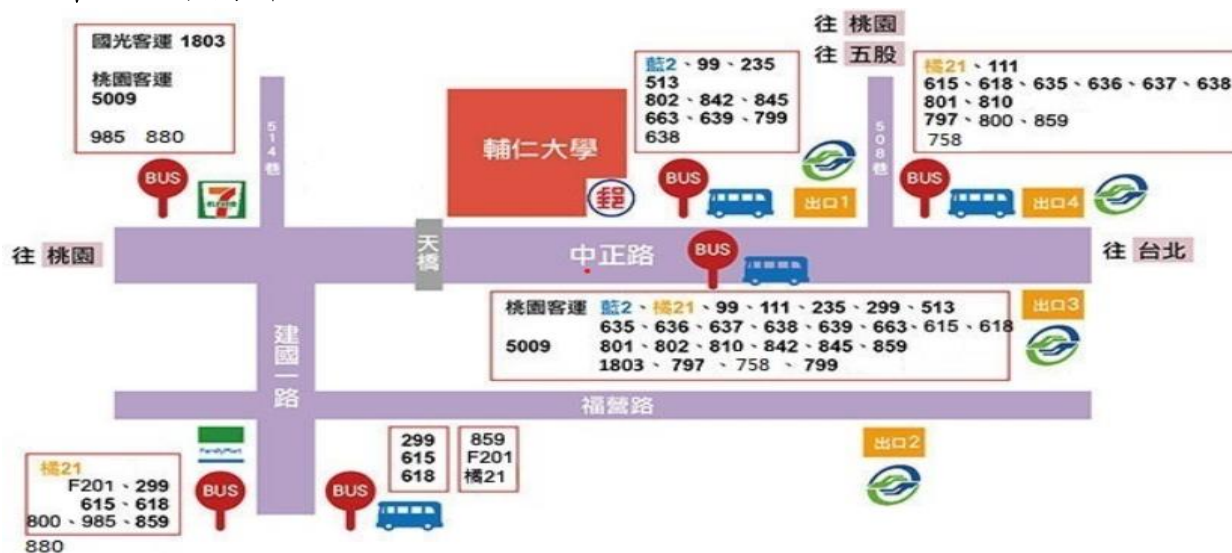 國光客運 1803
桃園客運
5009
985 880
BUS
ELEVEN
514巷
輔仁大學
郵
藍2、99、235
513
802、842、845
663、639、799
638
BUS
出口1
往 桃園
往 五股
508巷
橘21、111
615、618、635、636、637、638
801、810
797、800、859
758
BUS
出口4
往 桃園
天橋
中正路
BUS
往 台北
桃園客運 藍2、橘21、99、111、235、299、513
635、636、637、638、639、663、615、618
5009 801、802、810、842、845、859
1803、797、758、799
出口3
建國一路
福營路
FamilyMart
橘21
F201、299
615、618
800、985、859
880
BUS
BUS
299
615
618
859
F201
橘21
出口2